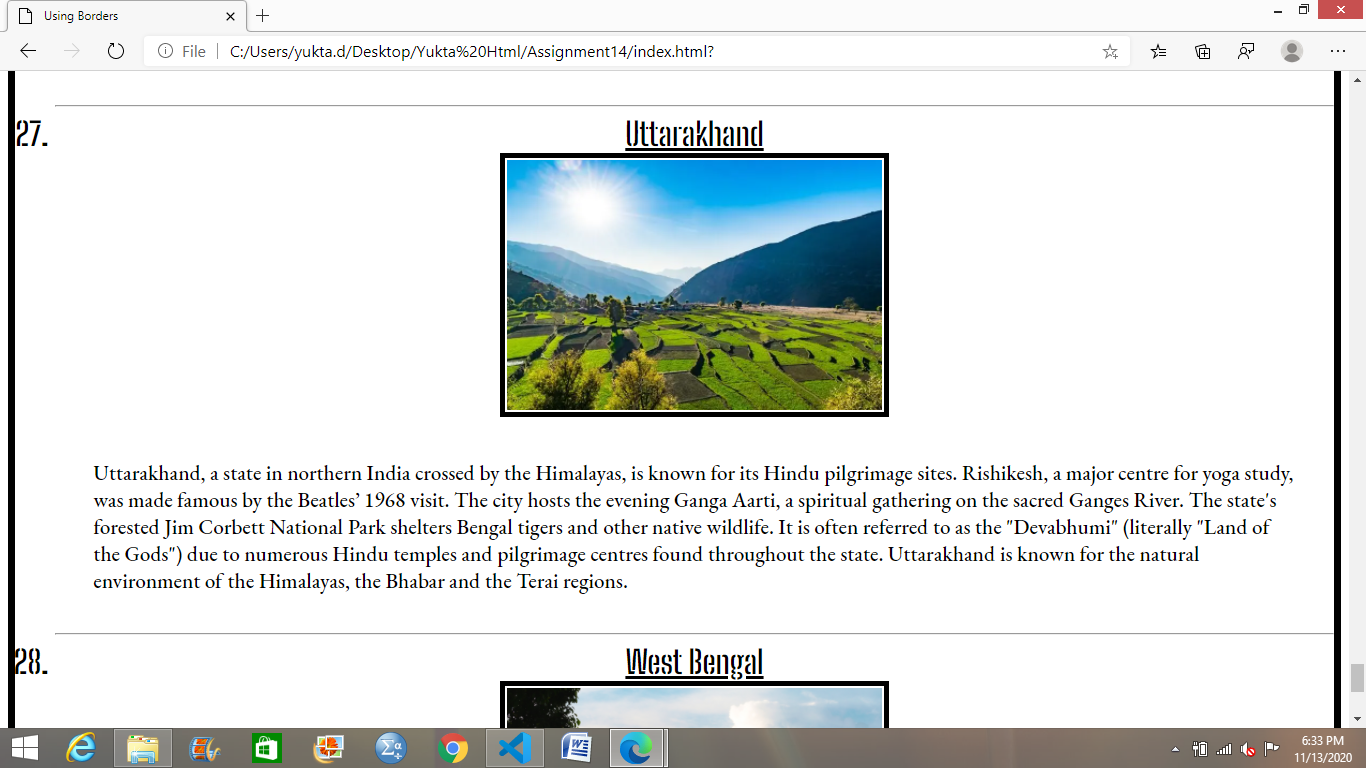 Using Borders
File
C:/Users/yukta.d/Desktop/Yukta%20Html/Assignment14/index.html?
27.
Uttarakhand
Uttarakhand, a state in northern India crossed by the Himalayas, is known for its Hindu pilgrimage sites. Rishikesh, a major centre for yoga study,
was made famous by the Beatles’ 1968 visit. The city hosts the evening Ganga Aarti, a spiritual gathering on the sacred Ganges River. The state's
forested Jim Corbett National Park shelters Bengal tigers and other native wildlife. It is often referred to as the "Devabhumi" (literally "Land of
the Gods") due to numerous Hindu temples and pilgrimage centres found throughout the state. Uttarakhand is known for the natural
environment of the Himalayas, the Bhabar and the Terai regions.
28.
West Bengal
6:33 PM
11/13/2020